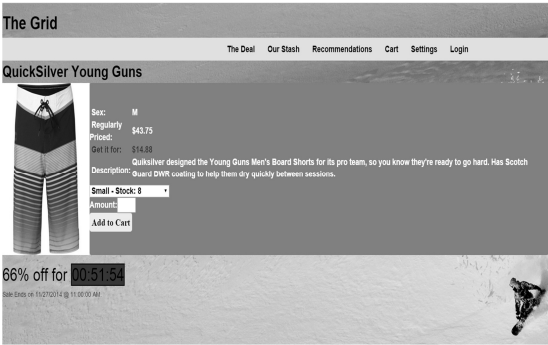 The Grid
The Deal Our Stash Recommendations Cart Settings Login
QuickSilver Young Guns
Sex: M
Regularly
Priced: $43.75
Get it for: $14.88
Description: Quiksilver designed the Young Guns Men's Board Shorts for its pro team, so you know they're ready to go hard. Has Scotch
Guard DWR coating to help them dry quickly between sessions.
Small - Stock: 8
Amount:
Add to Cart
66% off for 00:51:54
Sale Ends on 11/27/2014 @ 11:00:00 AM